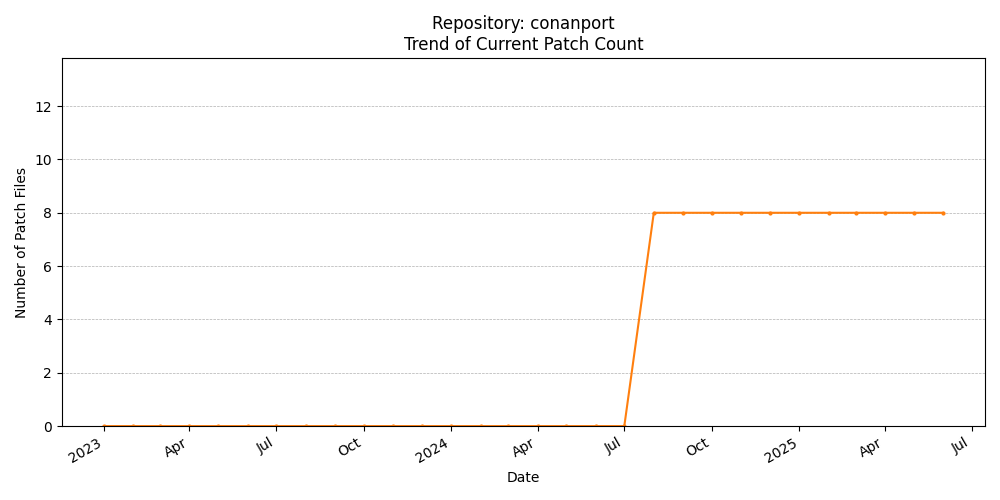 Repository: conanport
Trend of Current Patch Count
Number of Patch Files
12
10
8
6
4
2
0
2023 Apr Jul Oct 2024 Apr Jul Oct 2025 Apr Jul
Date